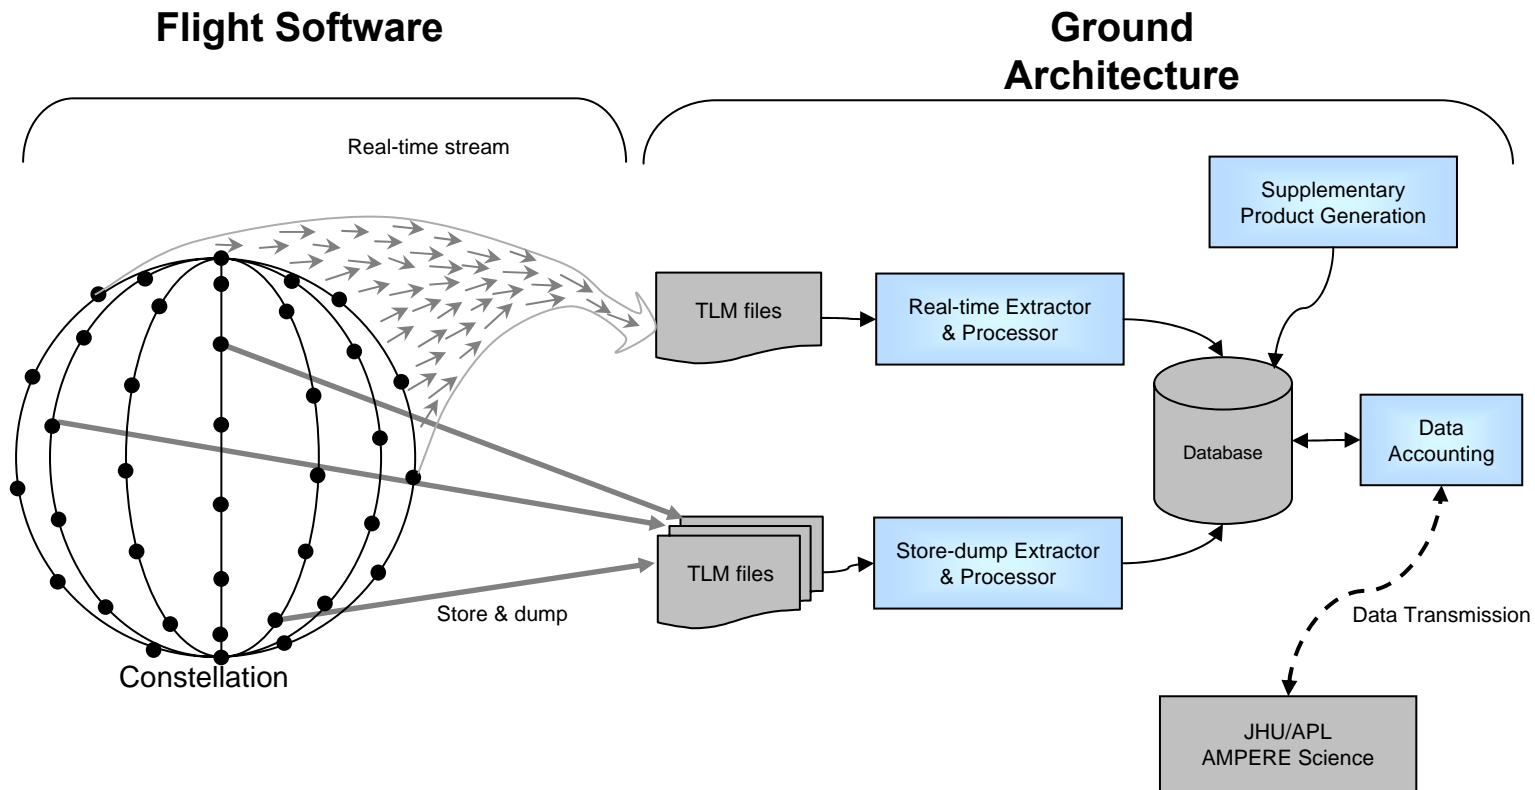 Flight Software
Ground
Architecture
Real-time stream
Supplementary
Product Generation
TLM files
Real-time Extractor
& Processor
Database
Data
Accounting
TLM files
Store-dump Extractor
& Processor
Store & dump
Data Transmission
Constellation
JHU/APL
AMPERE Science